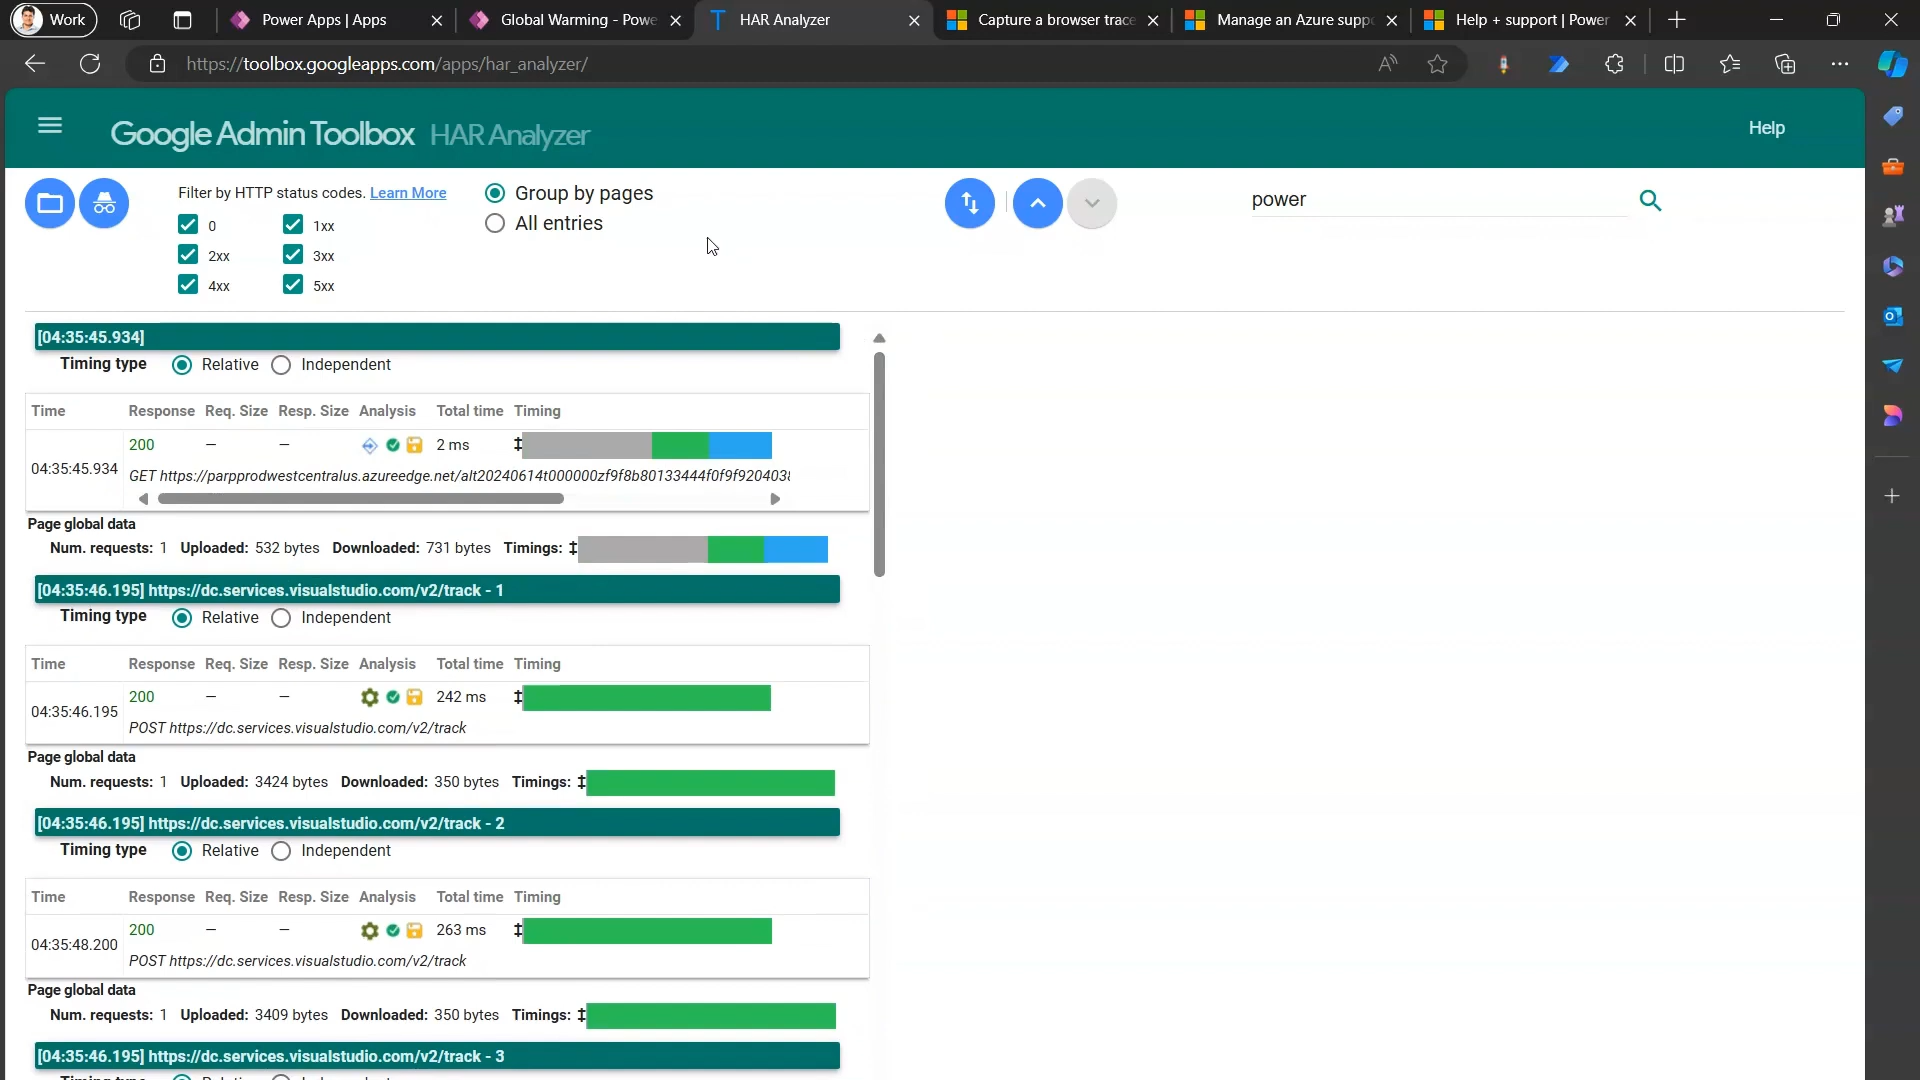 Work
Power Apps | Apps
Global Warming - Powe
HAR Analyzer
Capture a browser trace
Manage an Azure suppo
Help + support | Power
https://toolbox.googleapps.com/apps/har_analyzer/
Google Admin Toolbox HAR Analyzer
Help
Filter by HTTP status codes. Learn More
0
1xx
2xx
3xx
4xx
5xx
Group by pages
All entries
power
[04:35:45.934]
Timing type Relative Independent
Time Response Req. Size Resp. Size Analysis Total time Timing
04:35:45.934 200 – – 2 ms
GET https://parpprodwestcentralus.azureedge.net/alt20240614t000000zf9f8b80133444f0f9f920403
Page global data
Num. requests: 1 Uploaded: 532 bytes Downloaded: 731 bytes Timings:
[04:35:46.195] https://dc.services.visualstudio.com/v2/track - 1
Timing type Relative Independent
Time Response Req. Size Resp. Size Analysis Total time Timing
04:35:46.195 200 – – 242 ms
POST https://dc.services.visualstudio.com/v2/track
Page global data
Num. requests: 1 Uploaded: 3424 bytes Downloaded: 350 bytes Timings:
[04:35:46.195] https://dc.services.visualstudio.com/v2/track - 2
Timing type Relative Independent
Time Response Req. Size Resp. Size Analysis Total time Timing
04:35:48.200 200 – – 263 ms
POST https://dc.services.visualstudio.com/v2/track
Page global data
Num. requests: 1 Uploaded: 3409 bytes Downloaded: 350 bytes Timings:
[04:35:46.195] https://dc.services.visualstudio.com/v2/track - 3